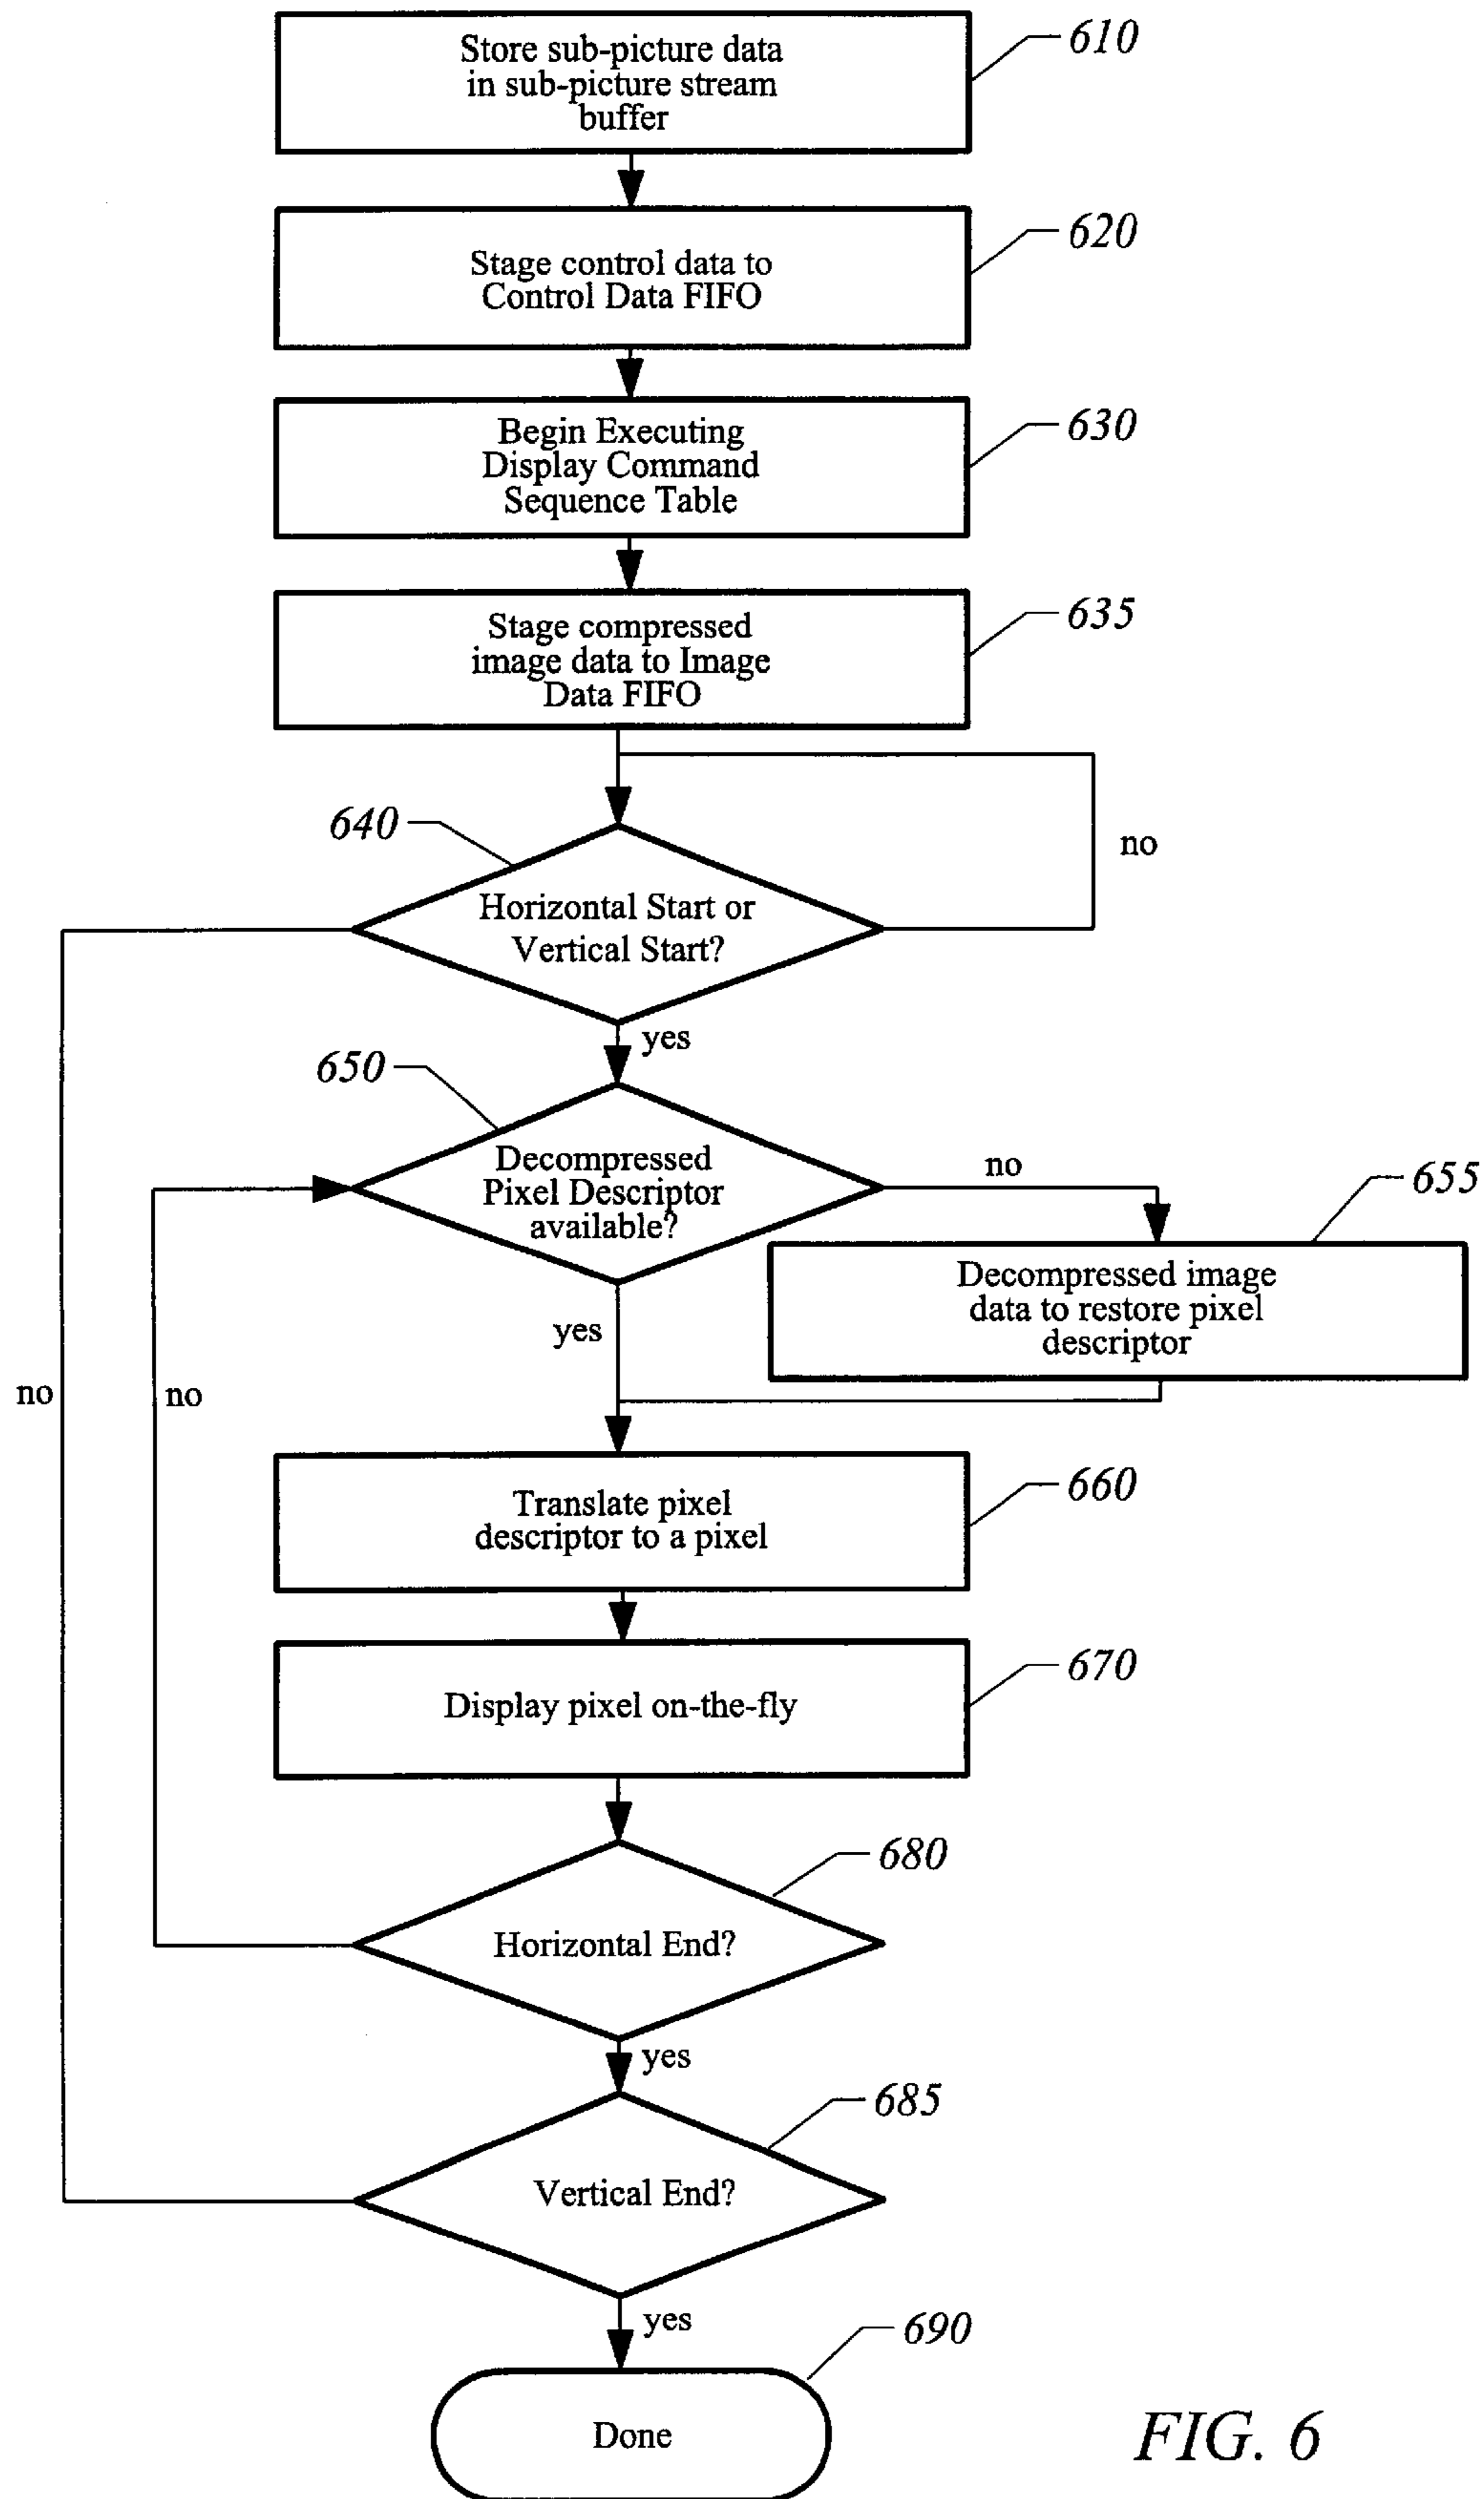 Store sub-picture data
in sub-picture stream
buffer
610
Stage control data to
Control Data FIFO
620
Begin Executing
Display Command
Sequence Table
630
Stage compressed
image data to Image
Data FIFO
635
640
no
Horizontal Start or
Vertical Start?
yes
650
Decompressed
Pixel Descriptor
available?
no
655
Decompressed image
data to restore pixel
descriptor
yes
no
no
Translate pixel
descriptor to a pixel
660
Display pixel on-the-fly
670
680
Horizontal End?
yes
685
Vertical End?
yes
690
Done
FIG. 6